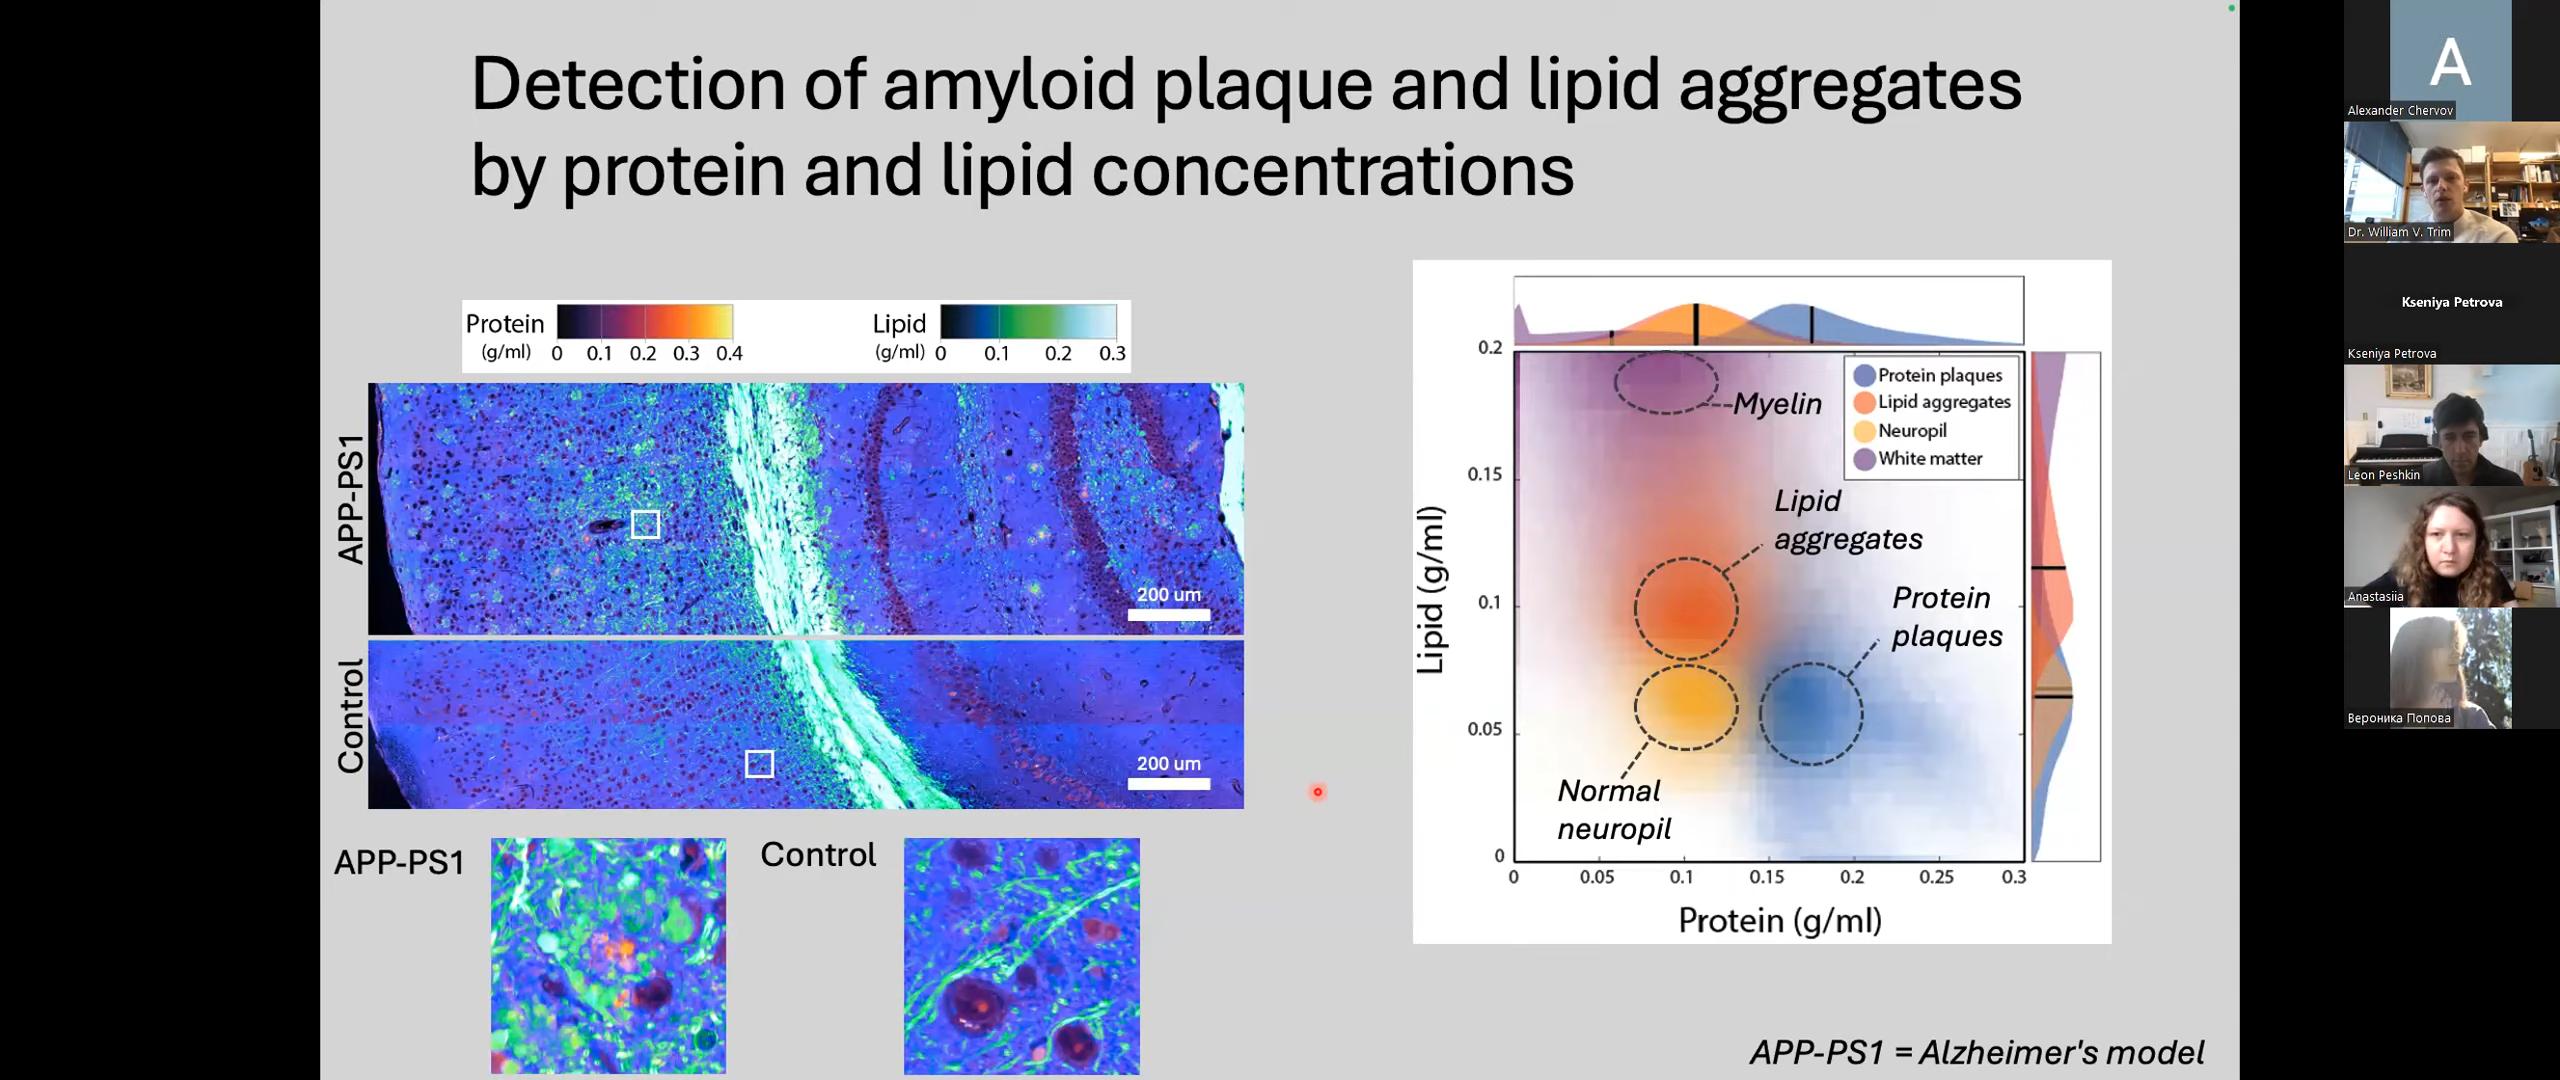 Detection of amyloid plaque and lipid aggregates
by protein and lipid concentrations
Protein
(g/ml)
0 0.1 0.2 0.3 0.4
Lipid
(g/ml)
0 0.1 0.2 0.3
APP-PS1
200 um
Control
200 um
APP-PS1
Control
0.2
0.15
0.1
0.05
0
Lipid (g/ml)
Protein plaques
Lipid aggregates
Neuropil
White matter
Myelin
Lipid
aggregates
Protein
plaques
Normal
neuropil
0 0.05 0.1 0.15 0.2 0.25 0.3
Protein (g/ml)
APP-PS1 = Alzheimer's model
A
Alexander Chervov
Dr. William V. Trim
Kseniya Petrova
Kseniya Petrova
Leon Peshkin
Anastasiia
Вероника Попова